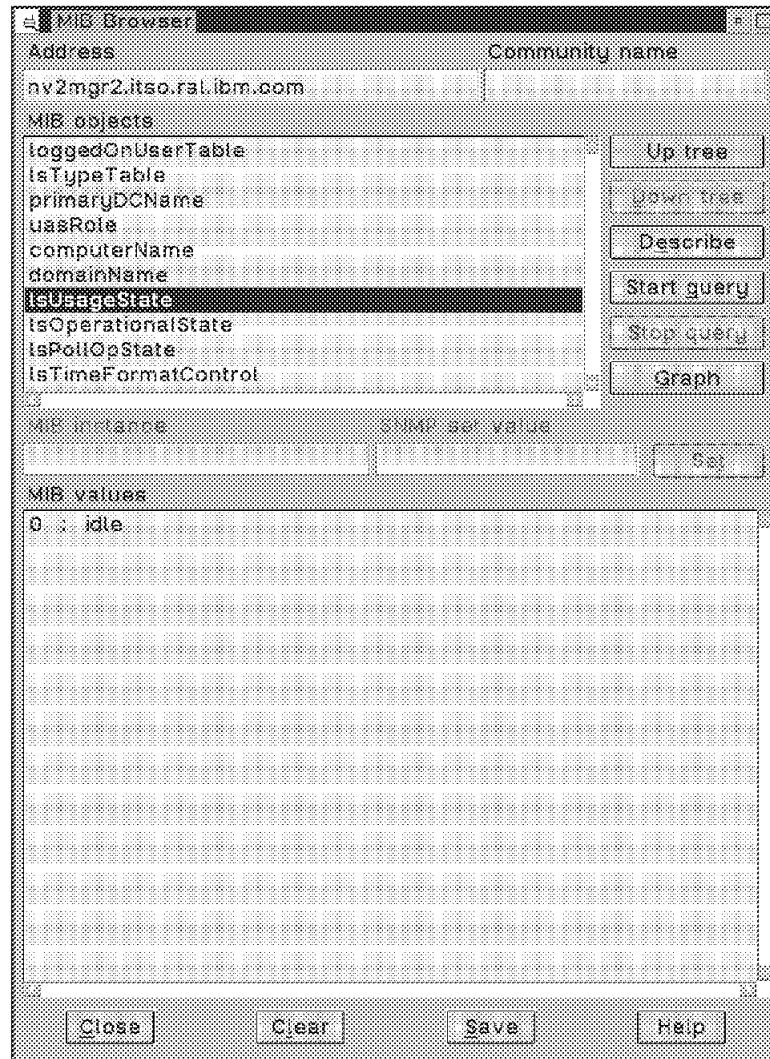 MIB Browser
Address Community name
nv2mgr2.itso.ral.ibm.com
MIB objects
loggedOnUserTable
lsTypeTable
primaryDCName
uasRole
computerName
domainName
lsUsageState
lsOperationalState
lsPollOpState
lsTimeFormatControl
Up tree
Down tree
Describe
Start query
Stop query
Graph
MIB instance SNMP set value
Set
MIB values
0 : idle
Close Clear Save Help